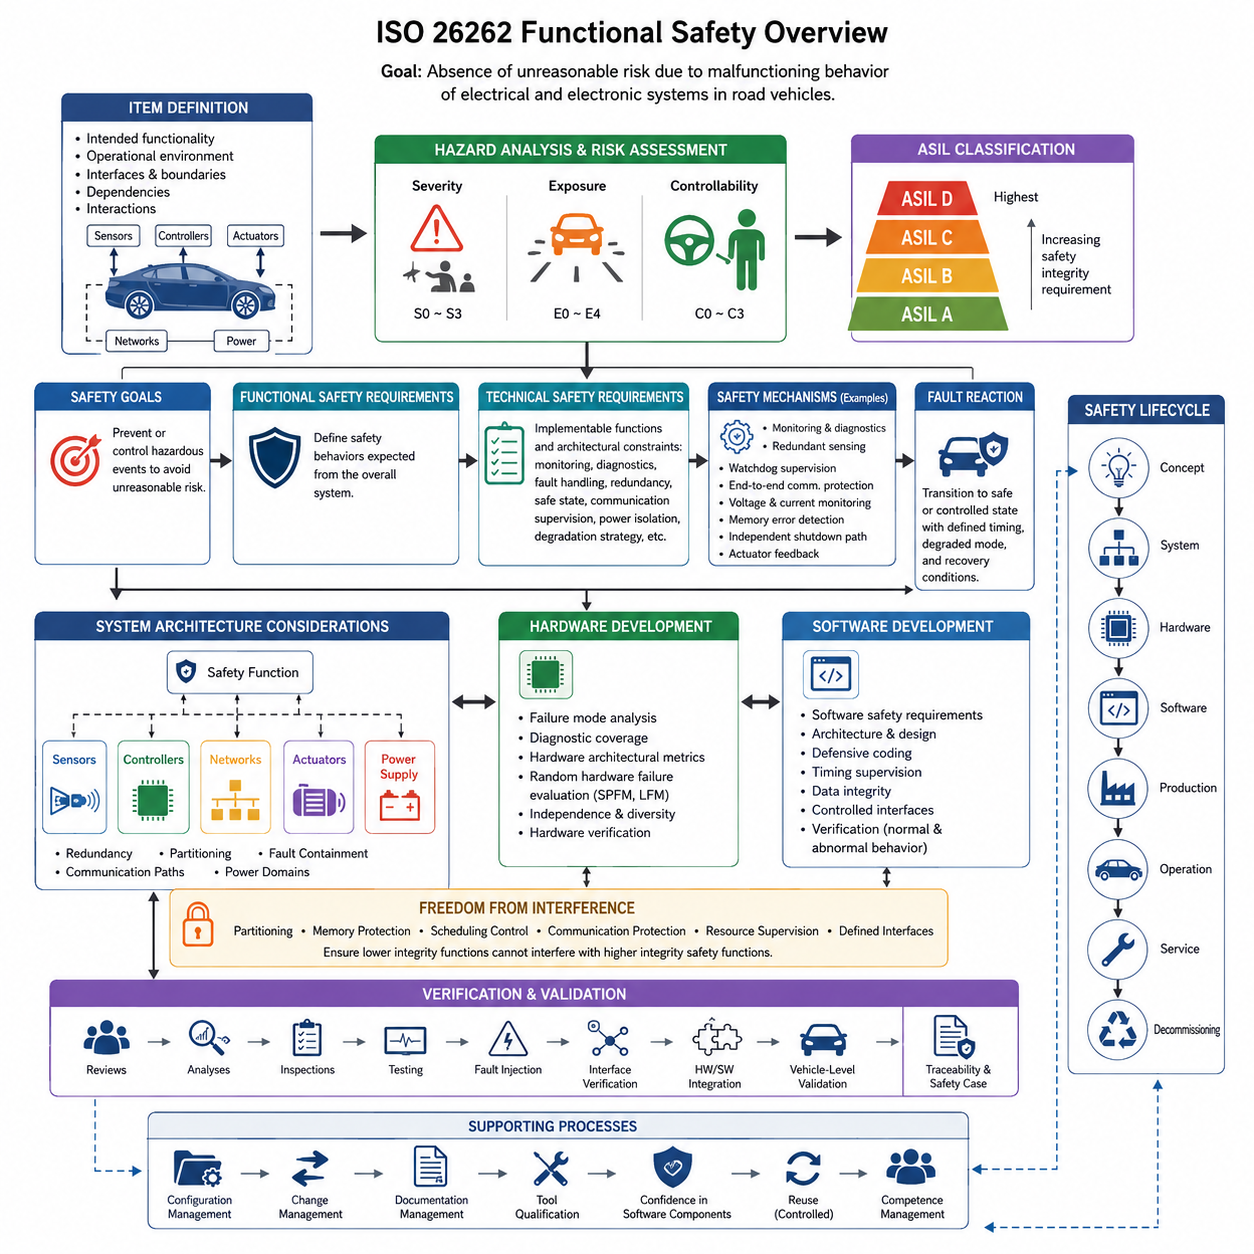 ISO 26262 Functional Safety Overview
Goal: Absence of unreasonable risk due to malfunctioning behavior
of electrical and electronic systems in road vehicles.
ITEM DEFINITION
• Intended functionality
• Operational environment
• Interfaces & boundaries
• Dependencies
• Interactions
Sensors
Controllers
Actuators
Networks
Power
HAZARD ANALYSIS & RISK ASSESSMENT
Severity
Exposure
Controllability
S0 ~ S3
E0 ~ E4
C0 ~ C3
ASIL CLASSIFICATION
ASIL D
ASIL C
ASIL B
ASIL A
Highest
Increasing
safety
integrity
requirement
SAFETY GOALS
Prevent or
control hazardous
events to avoid
unreasonable risk.
FUNCTIONAL SAFETY REQUIREMENTS
Define safety
behaviors expected
from the overall
system.
TECHNICAL SAFETY REQUIREMENTS
Implementable functions
and architectural constraints:
monitoring, diagnostics,
fault handling, redundancy,
safe state, communication
supervision, power isolation,
degradation strategy, etc.
SAFETY MECHANISMS (Examples)
• Monitoring & diagnostics
• Redundant sensing
• Watchdog supervision
• End-to-end comm. protection
• Voltage & current monitoring
• Memory error detection
• Independent shutdown path
• Actuator feedback
FAULT REACTION
Transition to safe
or controlled state
with defined timing,
degraded mode,
and recovery
conditions.
SAFETY LIFECYCLE
Concept
System
Hardware
Software
Production
Operation
Service
Decommissioning
SYSTEM ARCHITECTURE CONSIDERATIONS
Safety Function
Sensors
Controllers
Networks
Actuators
Power
Supply
• Redundancy • Partitioning • Fault Containment
• Communication Paths • Power Domains
HARDWARE DEVELOPMENT
• Failure mode analysis
• Diagnostic coverage
• Hardware architectural metrics
• Random hardware failure
evaluation (SPFM, LFM)
• Independence & diversity
• Hardware verification
SOFTWARE DEVELOPMENT
• Software safety requirements
• Architecture & design
• Defensive coding
• Timing supervision
• Data integrity
• Controlled interfaces
• Verification (normal &
abnormal behavior)
FREEDOM FROM INTERFERENCE
Partitioning • Memory Protection • Scheduling Control • Communication Protection • Resource Supervision • Defined Interfaces
Ensure lower integrity functions cannot interfere with higher integrity safety functions.
VERIFICATION & VALIDATION
Reviews
Analyses
Inspections
Testing
Fault Injection
Interface
Verification
HW/SW
Integration
Vehicle-Level
Validation
Traceability &
Safety Case
SUPPORTING PROCESSES
Configuration
Management
Change
Management
Documentation
Management
Tool
Qualification
Confidence in
Software Components
Reuse
(Controlled)
Competence
Management